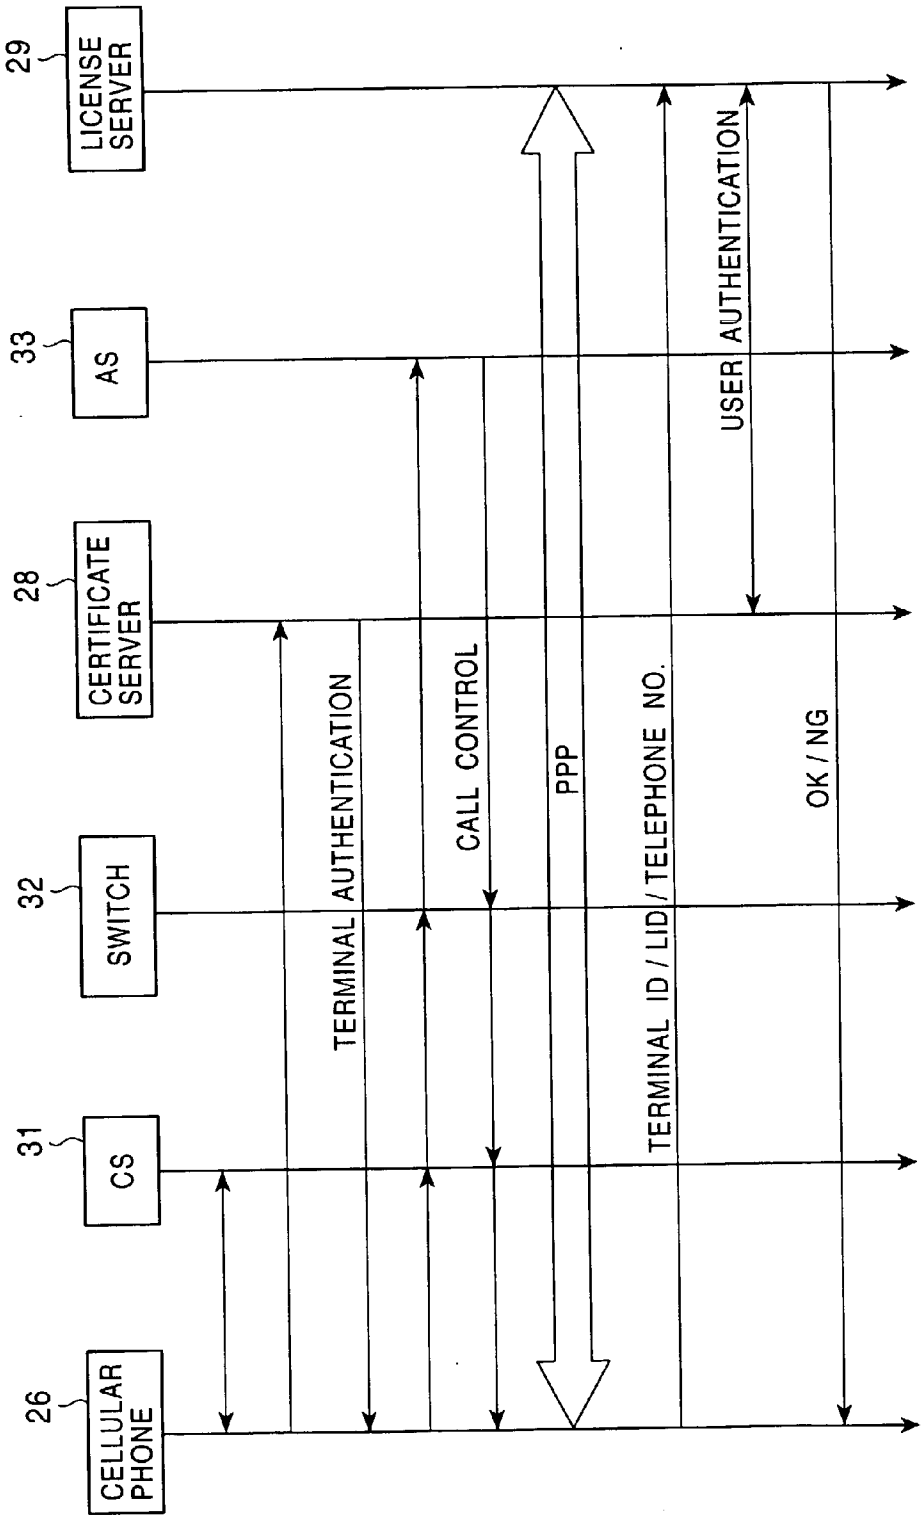 26
CELLULAR
PHONE
31
CS
32
SWITCH
28
CERTIFICATE
SERVER
33
AS
29
LICENSE
SERVER
TERMINAL AUTHENTICATION
CALL CONTROL
PPP
TERMINAL ID / LID / TELEPHONE NO.
USER AUTHENTICATION
OK / NG